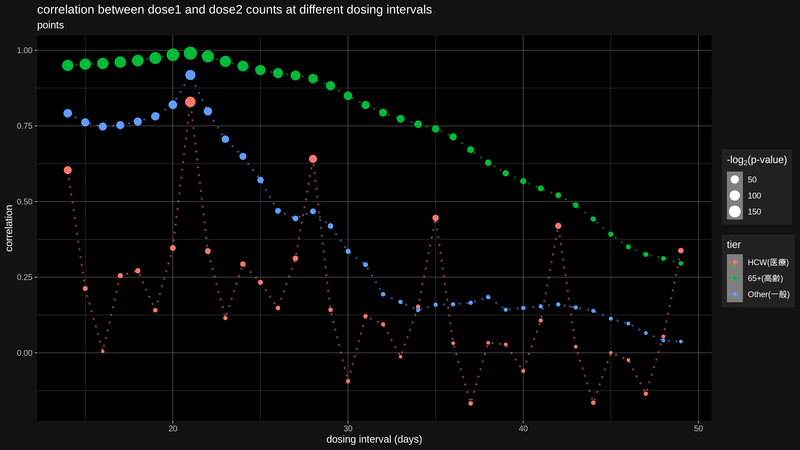 correlation between dose1 and dose2 counts at different dosing intervals
points
1.00
0.75
0.50
0.25
0.00
correlation
20
30
40
50
dosing interval (days)
-log2(p-value)
50
100
150
tier
HCW(医療)
65+(高齢)
Other(一般)